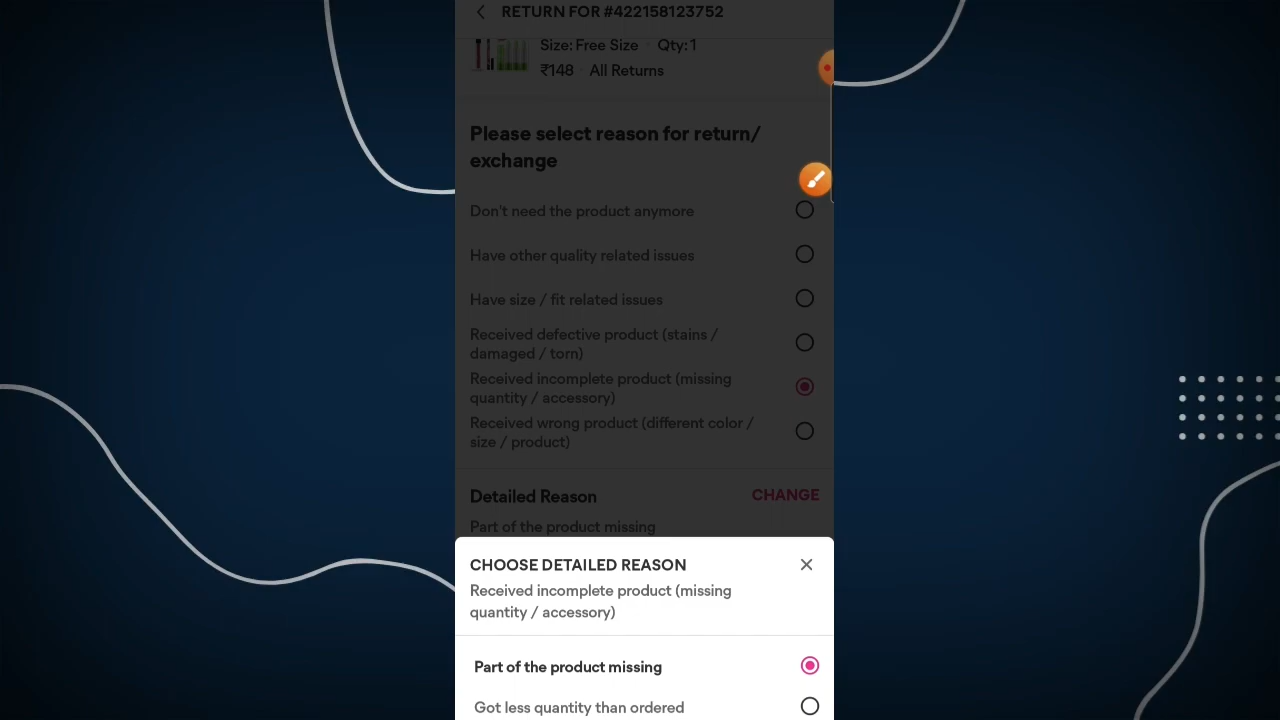 RETURN FOR #422158123752
Size: Free Size · Qty: 1
₹148 · All Returns
Please select reason for return/
exchange
Don't need the product anymore
Have other quality related issues
Have size / fit related issues
Received defective product (stains /
damaged / torn)
Received incomplete product (missing
quantity / accessory)
Received wrong product (different color /
size / product)
Detailed Reason CHANGE
Part of the product missing
CHOOSE DETAILED REASON
Received incomplete product (missing
quantity / accessory)
Part of the product missing
Got less quantity than ordered